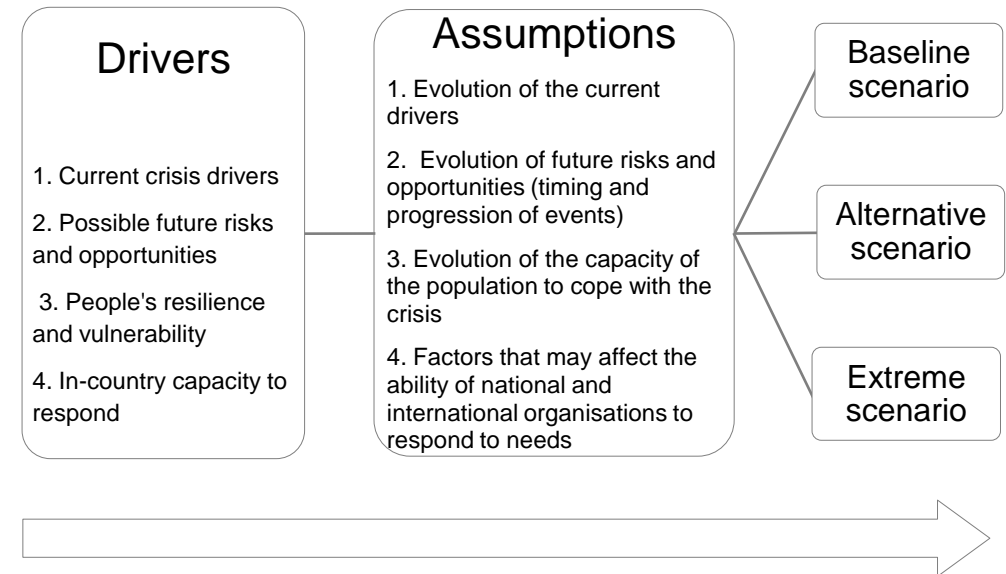 Drivers
1. Current crisis drivers
2. Possible future risks
and opportunities
3. People's resilience
and vulnerability
4. In-country capacity to
respond
Assumptions
1. Evolution of the current
drivers
2. Evolution of future risks and
opportunities (timing and
progression of events)
3. Evolution of the capacity of
the population to cope with the
crisis
4. Factors that may affect the
ability of national and
international organisations to
respond to needs
Baseline
scenario
Alternative
scenario
Extreme
scenario